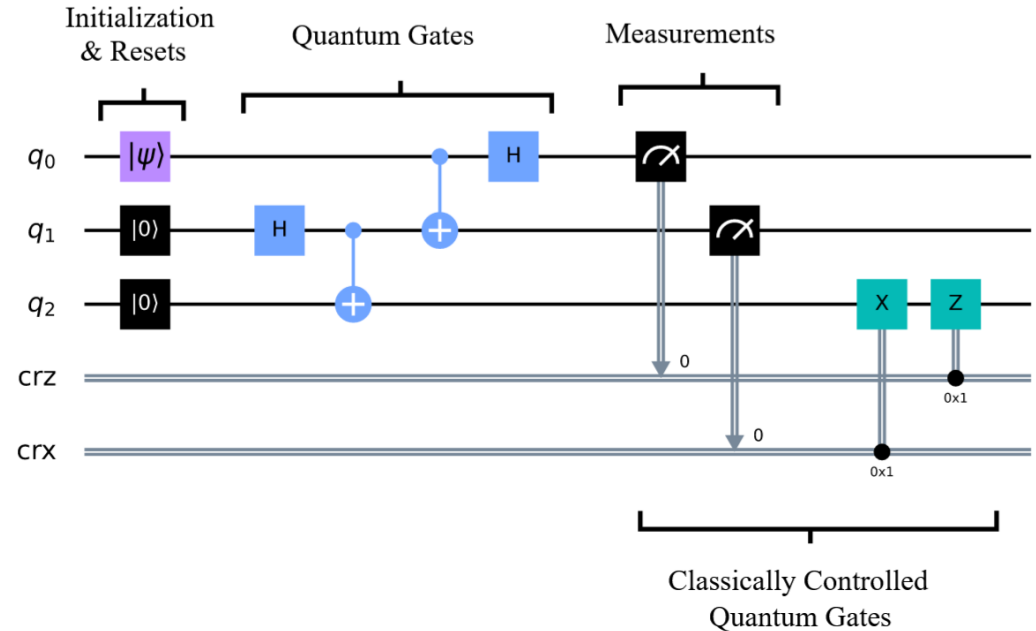 Initialization
& Resets
Quantum Gates
Measurements
q₀
|ψ⟩
H
q₁
|0⟩
H
q₂
|0⟩
X
Z
crz
0
0x1
crx
0
0x1
Classically Controlled
Quantum Gates